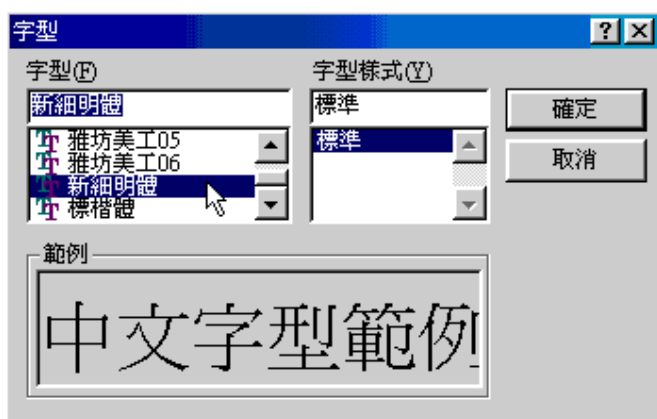 字型
字型(F)
新細明體
雅坊美工05
雅坊美工06
新細明體
標楷體
字型樣式(Y)
標準
標準
確定
取消
範例
中文字型範例